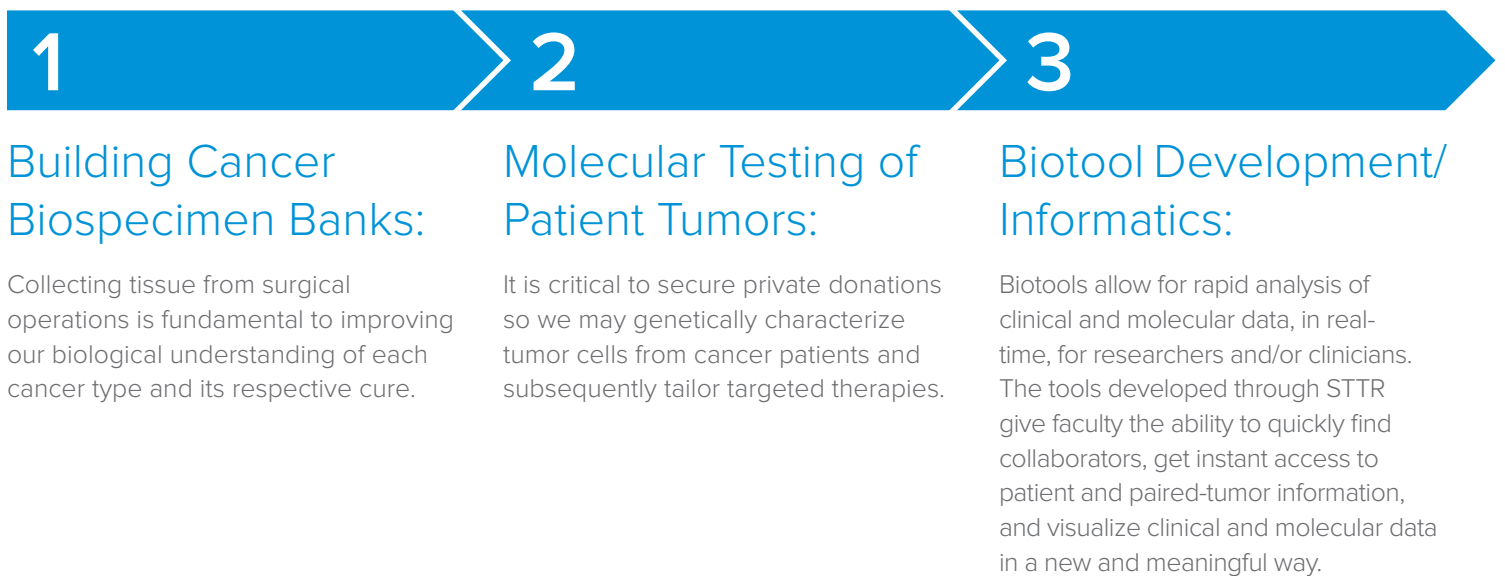 1
Building Cancer
Biospecimen Banks:
Collecting tissue from surgical
operations is fundamental to improving
our biological understanding of each
cancer type and its respective cure.
2
Molecular Testing of
Patient Tumors:
It is critical to secure private donations
so we may genetically characterize
tumor cells from cancer patients and
subsequently tailor targeted therapies.
3
Biotool Development/
Informatics:
Biotools allow for rapid analysis of
clinical and molecular data, in real-
time, for researchers and/or clinicians.
The tools developed through STTR
give faculty the ability to quickly find
collaborators, get instant access to
patient and paired-tumor information,
and visualize clinical and molecular data
in a new and meaningful way.